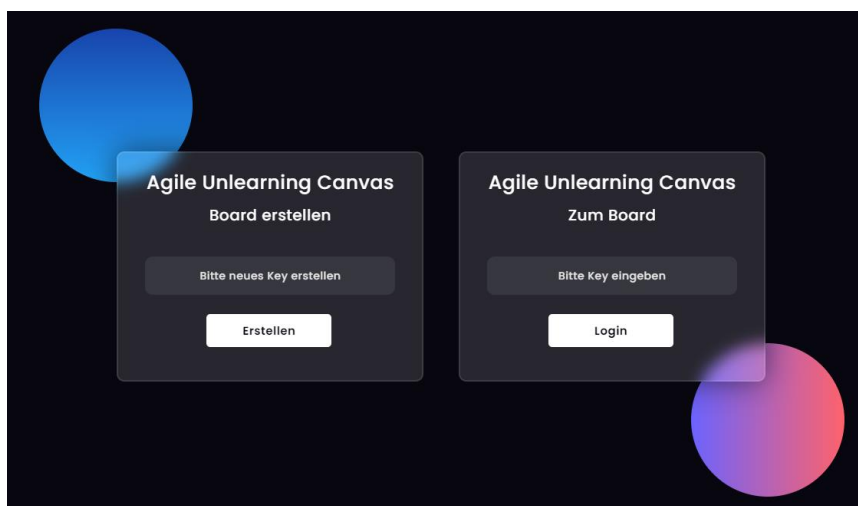 Agile Unlearning Canvas
Board erstellen
Bitte neues Key erstellen
Erstellen
Agile Unlearning Canvas
Zum Board
Bitte Key eingeben
Login